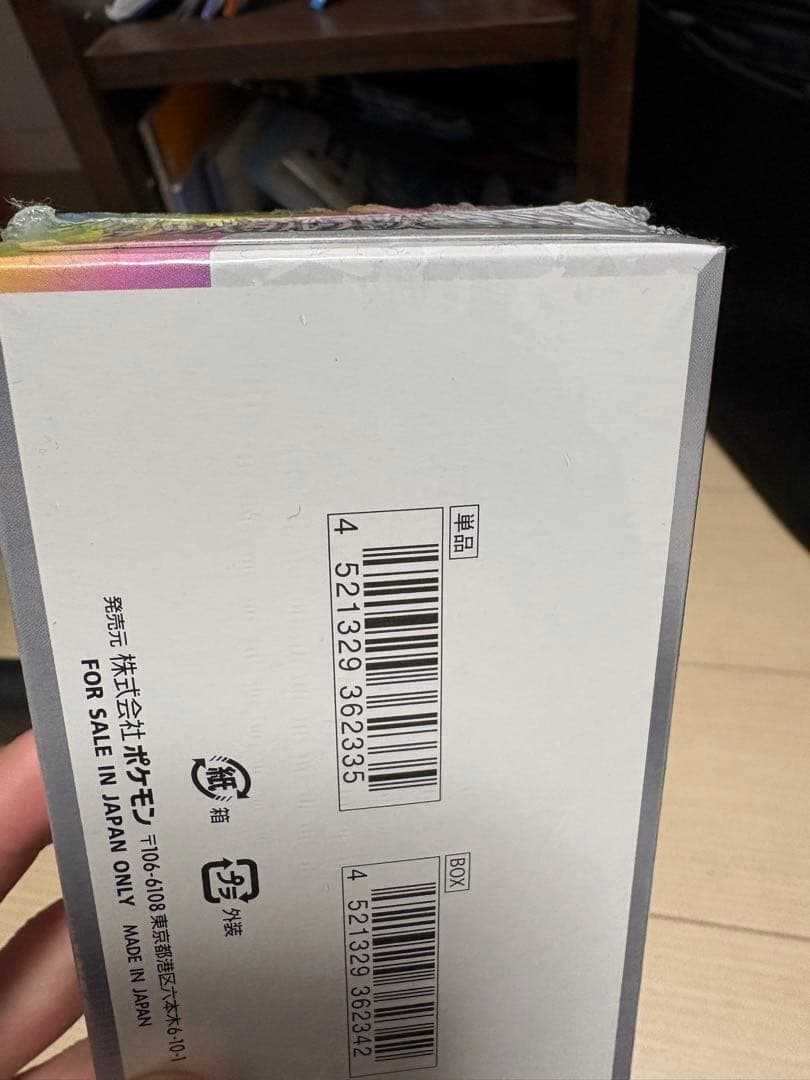 単品
4 521329 362335
BOX
4 521329 362342
紙
箱
プラ
外装
発売元 株式会社ポケモン 〒106-6108 東京都港区六本木6-10-1
FOR SALE IN JAPAN ONLY MADE IN JAPAN